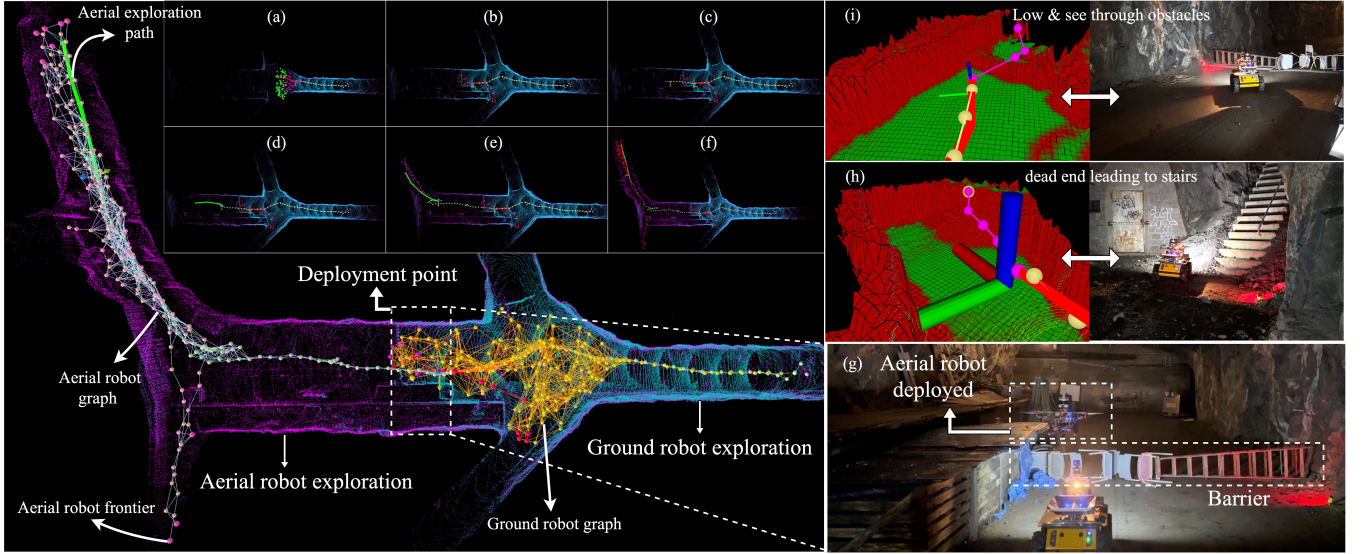 Aerial exploration
path
(a)
(b)
(c)
(d)
(e)
(f)
Deployment point
Aerial robot
graph
Aerial robot exploration
Aerial robot frontier
Ground robot exploration
Ground robot graph
(i)
Low & see through obstacles
(h)
dead end leading to stairs
(g)
Aerial robot
deployed
Barrier